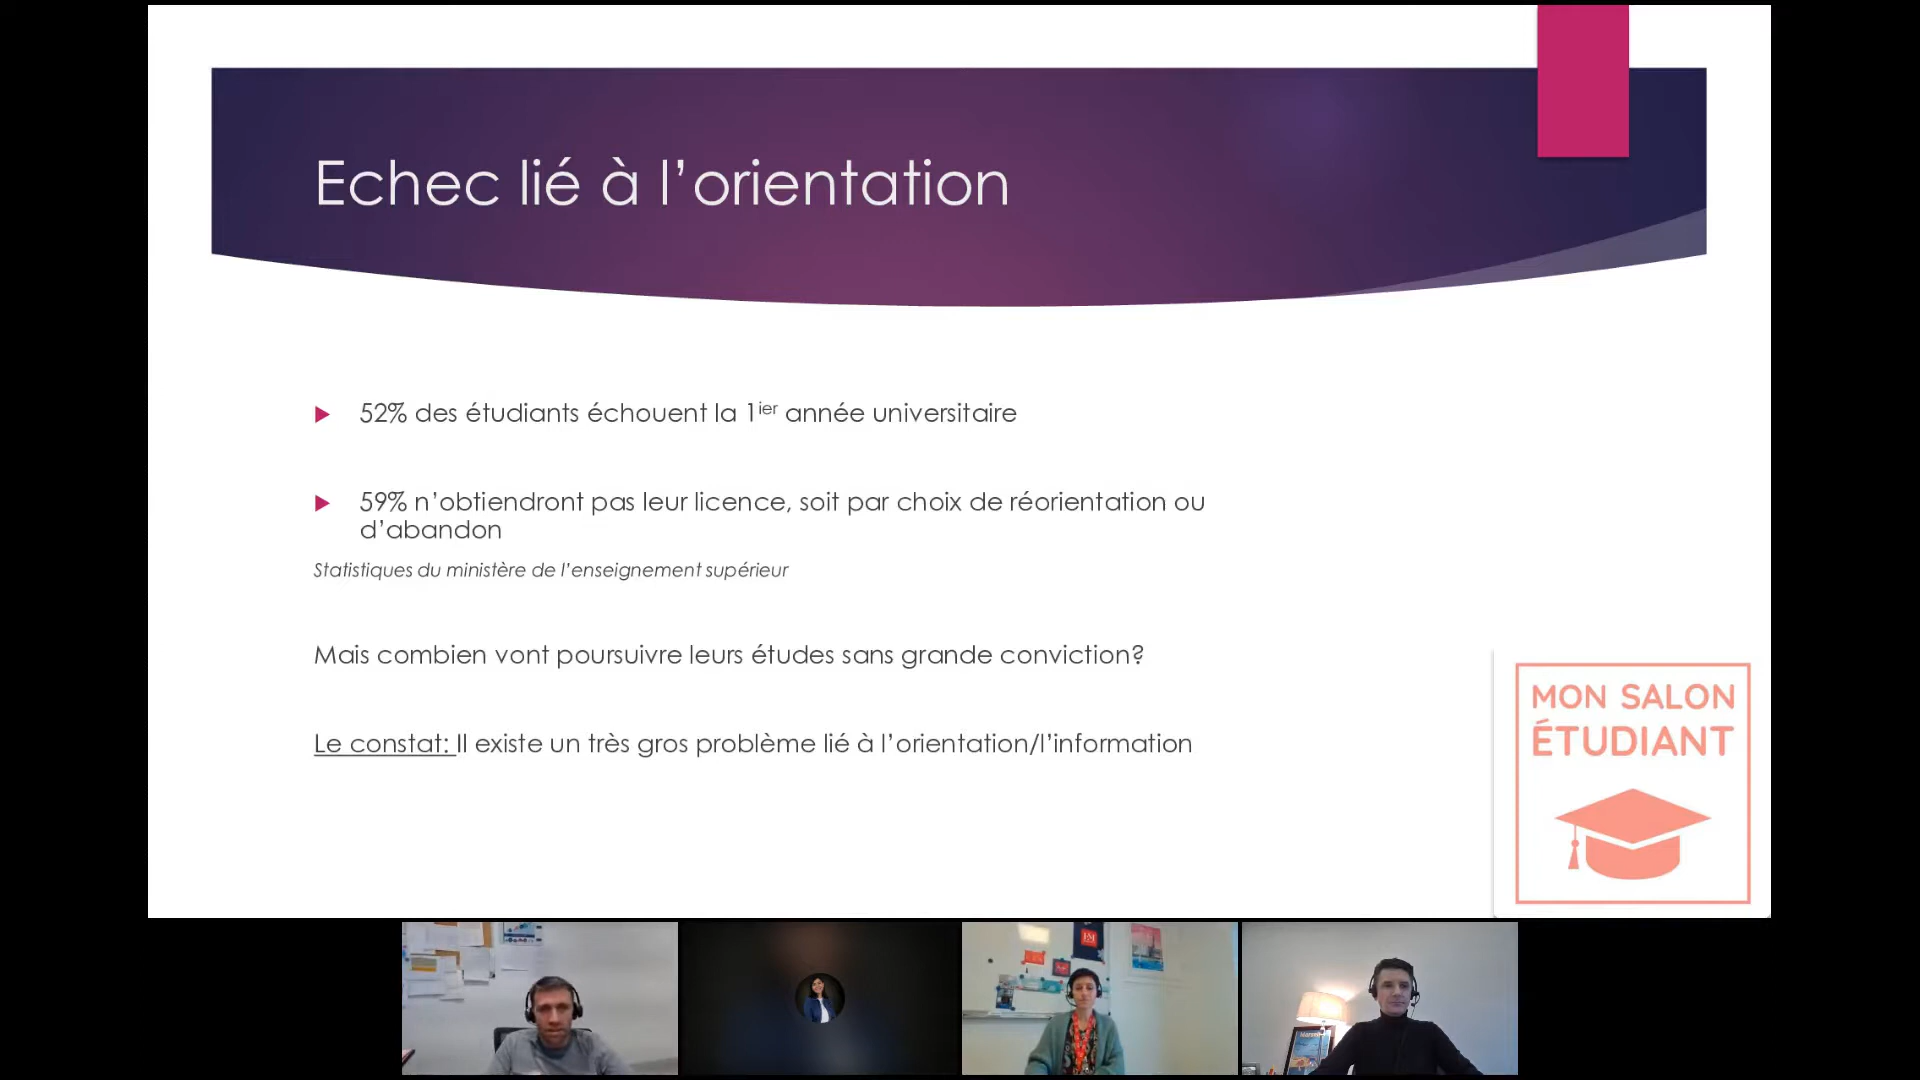 Echec lié à l’orientation
52% des étudiants échouent la 1ier année universitaire
59% n’obtiendront pas leur licence, soit par choix de réorientation ou
d’abandon
Statistiques du ministère de l’enseignement supérieur
Mais combien vont poursuivre leurs études sans grande conviction?
Le constat: Il existe un très gros problème lié à l’orientation/l’information
MON SALON
ÉTUDIANT